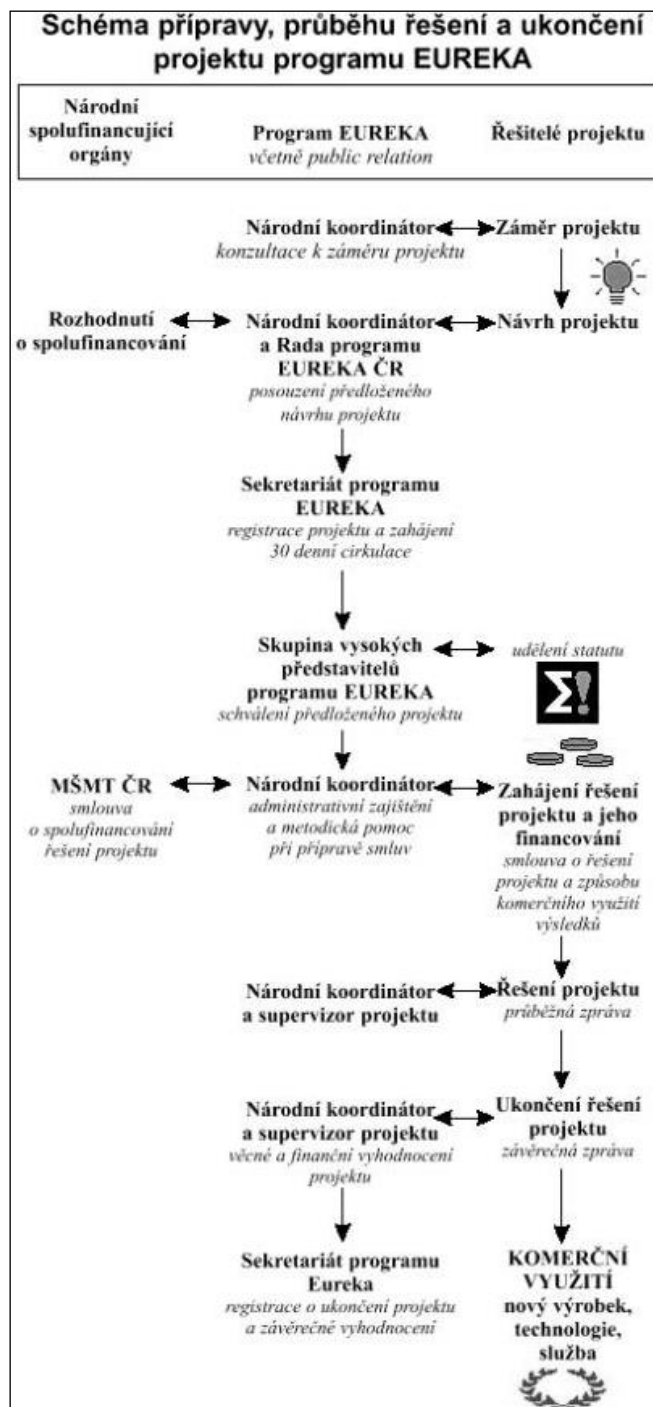 Schéma přípravy, průběhu řešení a ukončení
projektu programu EUREKA
Národní
spolufinancující
orgány
Program EUREKA
včetně public relation
Řešitelé projektu
Národní koordinátor
konzultace k záměru projektu
Záměr projektu
Rozhodnutí
o spolufinancování
Národní koordinátor
a Rada programu
EUREKA ČR
posouzení předloženého
návrhu projektu
Návrh projektu
Sekretariát programu
EUREKA
registrace projektu a zahájení
30 denní cirkulace
Skupina vysokých
představitelů
programu EUREKA
schválení předloženého projektu
udělení statutu
Σ!
MŠMT ČR
smlouva
o spolufinancování
řešení projektu
Národní koordinátor
administrativní zajištění
a metodická pomoc
při přípravě smluv
Zahájení řešení
projektu a jeho
financování
smlouva o řešení
projektu a způsobu
komerčního využití
výsledků
Národní koordinátor
a supervizor projektu
Řešení projektu
průběžná zpráva
Národní koordinátor
a supervizor projektu
věcné a finanční vyhodnocení
projektu
Ukončení řešení
projektu
závěrečná zpráva
Sekretariát programu
Eureka
registrace o ukončení projektu
a závěrečné vyhodnocení
KOMERČNÍ
VYUŽITÍ
nový výrobek,
technologie,
služba